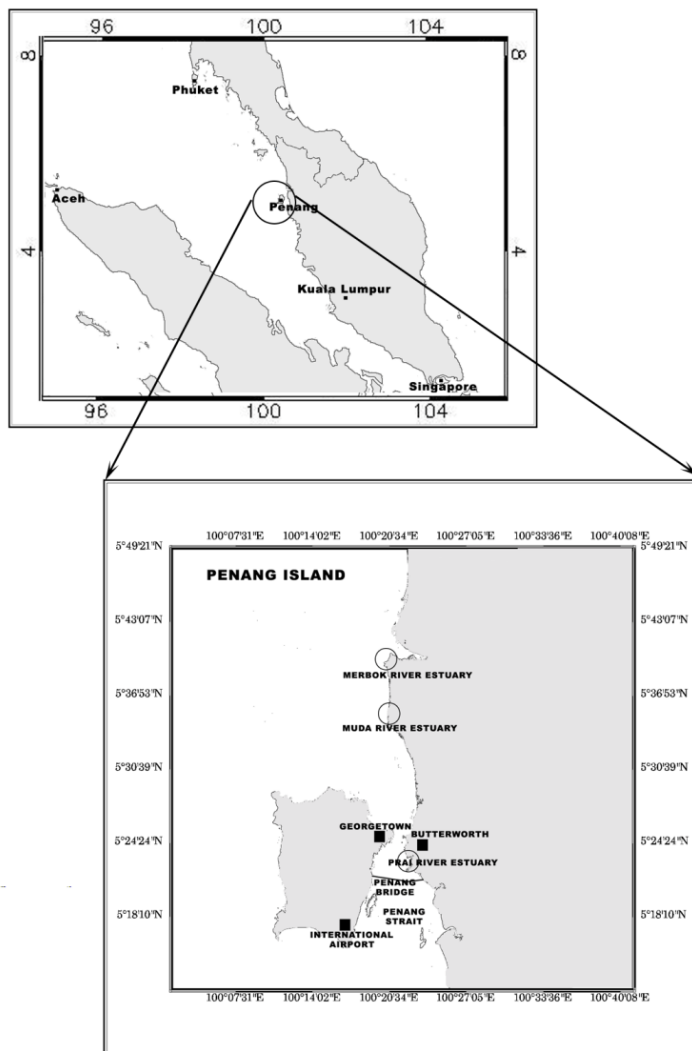 96 100 104
8 8
Phuket
Aceh
Penang
4 4
Kuala Lumpur
Singapore
96 100 104
100°07'31"E 100°14'02"E 100°20'34"E 100°27'05"E 100°33'36"E 100°40'08"E
5°49'21"N 5°49'21"N
PENANG ISLAND
5°43'07"N 5°43'07"N
MERBOK RIVER ESTUARY
5°36'53"N 5°36'53"N
MUDA RIVER ESTUARY
5°30'39"N 5°30'39"N
GEORGETOWN
BUTTERWORTH
5°24'24"N 5°24'24"N
PRAI RIVER ESTUARY
PENANG
BRIDGE
PENANG
STRAIT
5°18'10"N 5°18'10"N
INTERNATIONAL
AIRPORT
100°07'31"E 100°14'02"E 100°20'34"E 100°27'05"E 100°33'36"E 100°40'08"E